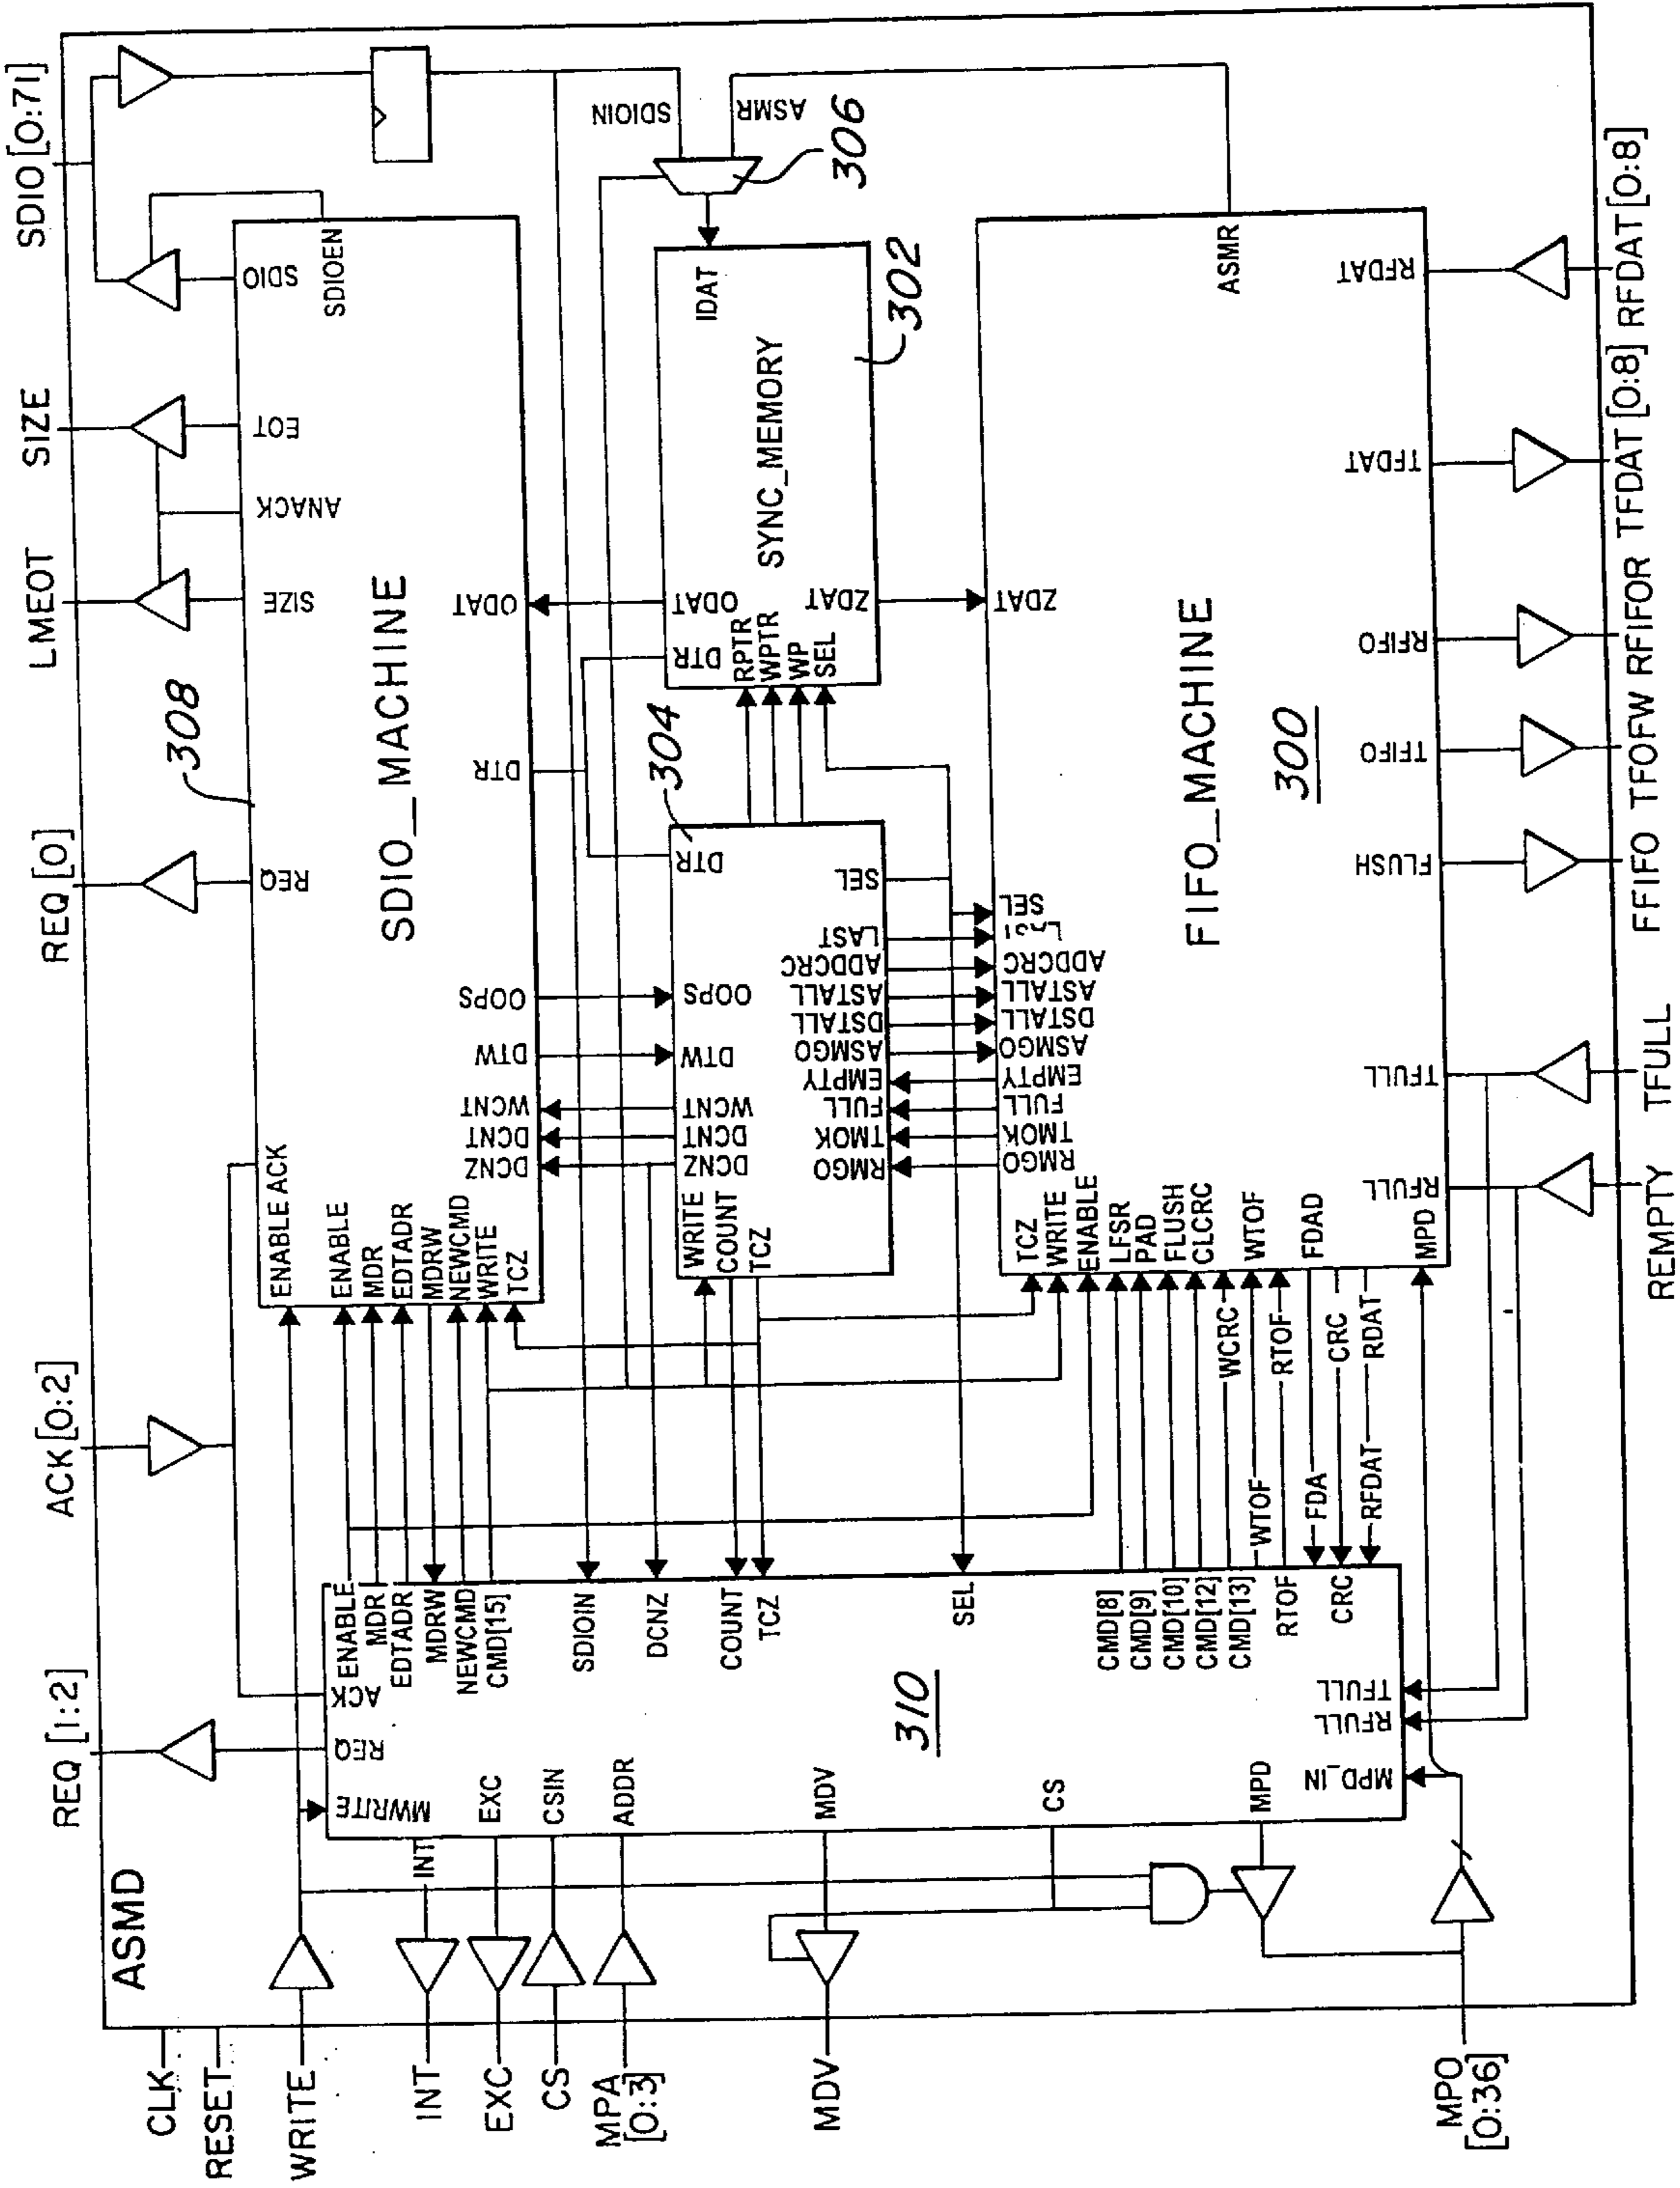 REQ [1:2]
ACK [0:2]
REQ [0]
LMEOT
SIZE
SDIO [0:7]
ASMD
CLK
RESET
WRITE
INT
EXC
CS
MPA
[0:3]
MDV
MPO
[0:36]
MWRITE
REQ
ACK
INT
EXC
CSIN
ADDR
MDV
CS
MPD
MPD_IN
RFULL
TFULL
310
ENABLE
MDR
EDTADR
MDRW
NEWCMD
CMD[15]
SDIOIN
DCNZ
COUNT
TCZ
SEL
CMD[8]
CMD[9]
CMD[10]
CMD[12]
CMD[13]
RTOF
CRC
WCRC
WTOF
RTOF
FDA
CRC
RFDAT
RDAT
308
SDIO_MACHINE
ENABLE ACK
ENABLE
MDR
EDTADR
MDRW
NEWCMD
WRITE
TCZ
REQ
SIZE
ANACK
EOT
SDIO
SDIOEN
DCNZ
DCNT
WCNT
DTW
OOPS
DTR
ODAT
304
WRITE
COUNT
TCZ
DCNZ
DCNT
WCNT
DTW
OOPS
DTR
RMGO
TMOK
FULL
EMPTY
ASMGO
DSTALL
ASTALL
ADDCRC
LAST
SEL
302
SYNC_MEMORY
DTR
RPTR
WPTR
WP
SEL
ODAT
ZDAT
IDAT
306
SDIOIN
ASMR
FIFO_MACHINE
300
TCZ
WRITE
ENABLE
LFSR
PAD
FLUSH
CLCRC
WTOF
FDAD
MPD
RMGO
TMOK
FULL
EMPTY
ASMGO
DSTALL
ASTALL
ADDCRC
SEL
ZDAT
ASMR
RFULL
TFULL
FLUSH
TFIFO
RFIFO
TFDAT
RFDAT
REMPTY
TFULL
FFIFO
TFOFW
RFIFOR
TFDAT [0:8]
RFDAT [0:8]